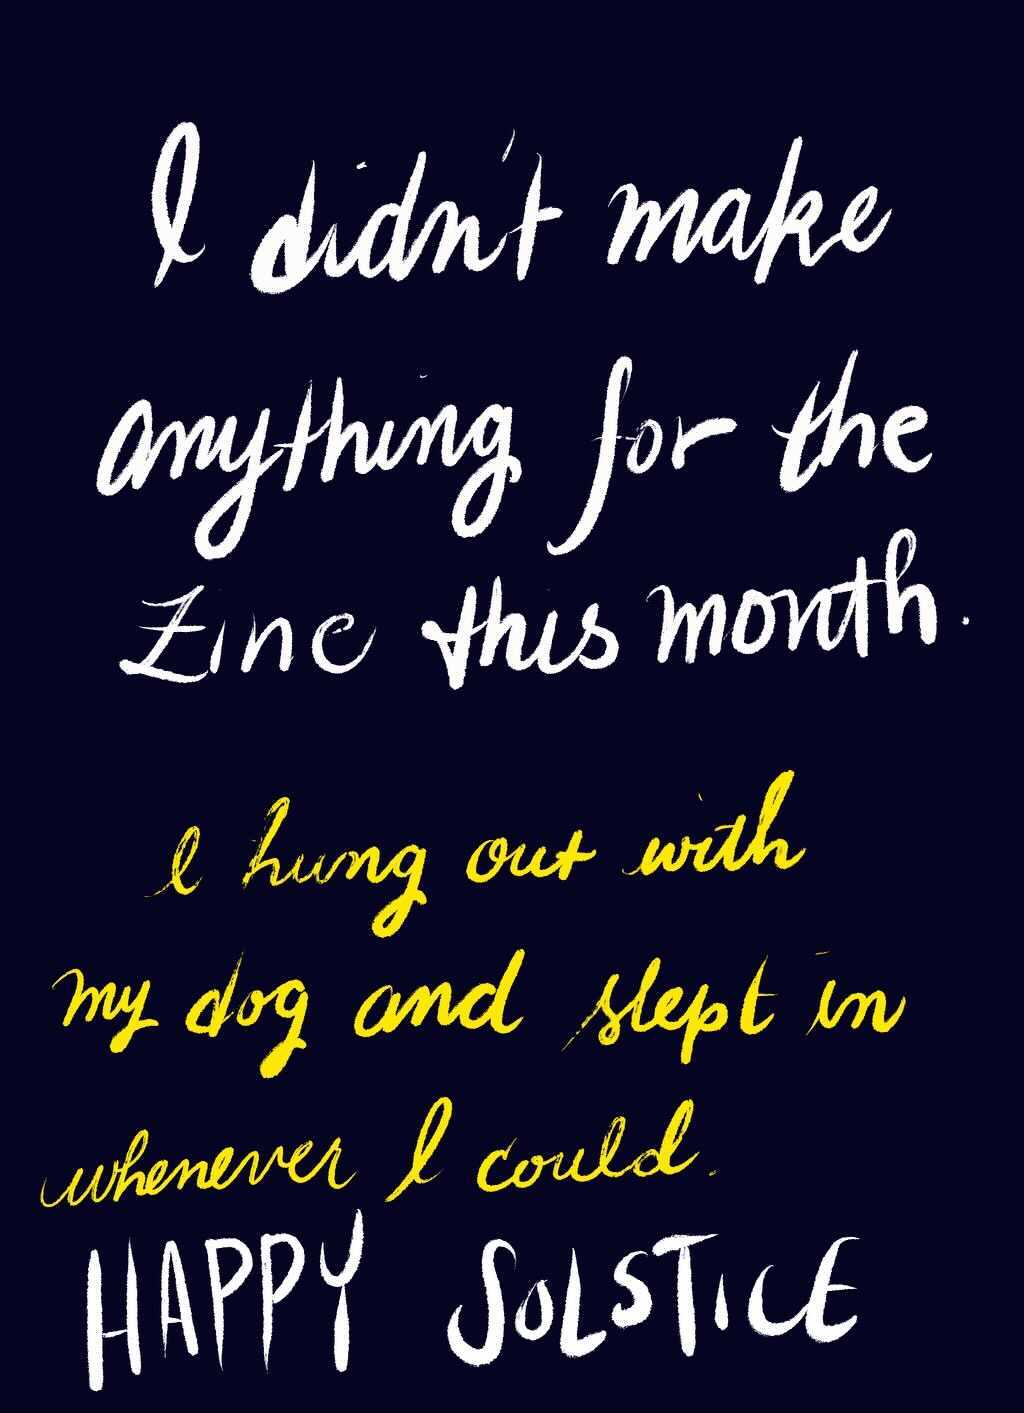 I didn't make
anything for the
Zine this month.
I hung out with
my dog and slept in
whenever I could.
HAPPY SOLSTICE